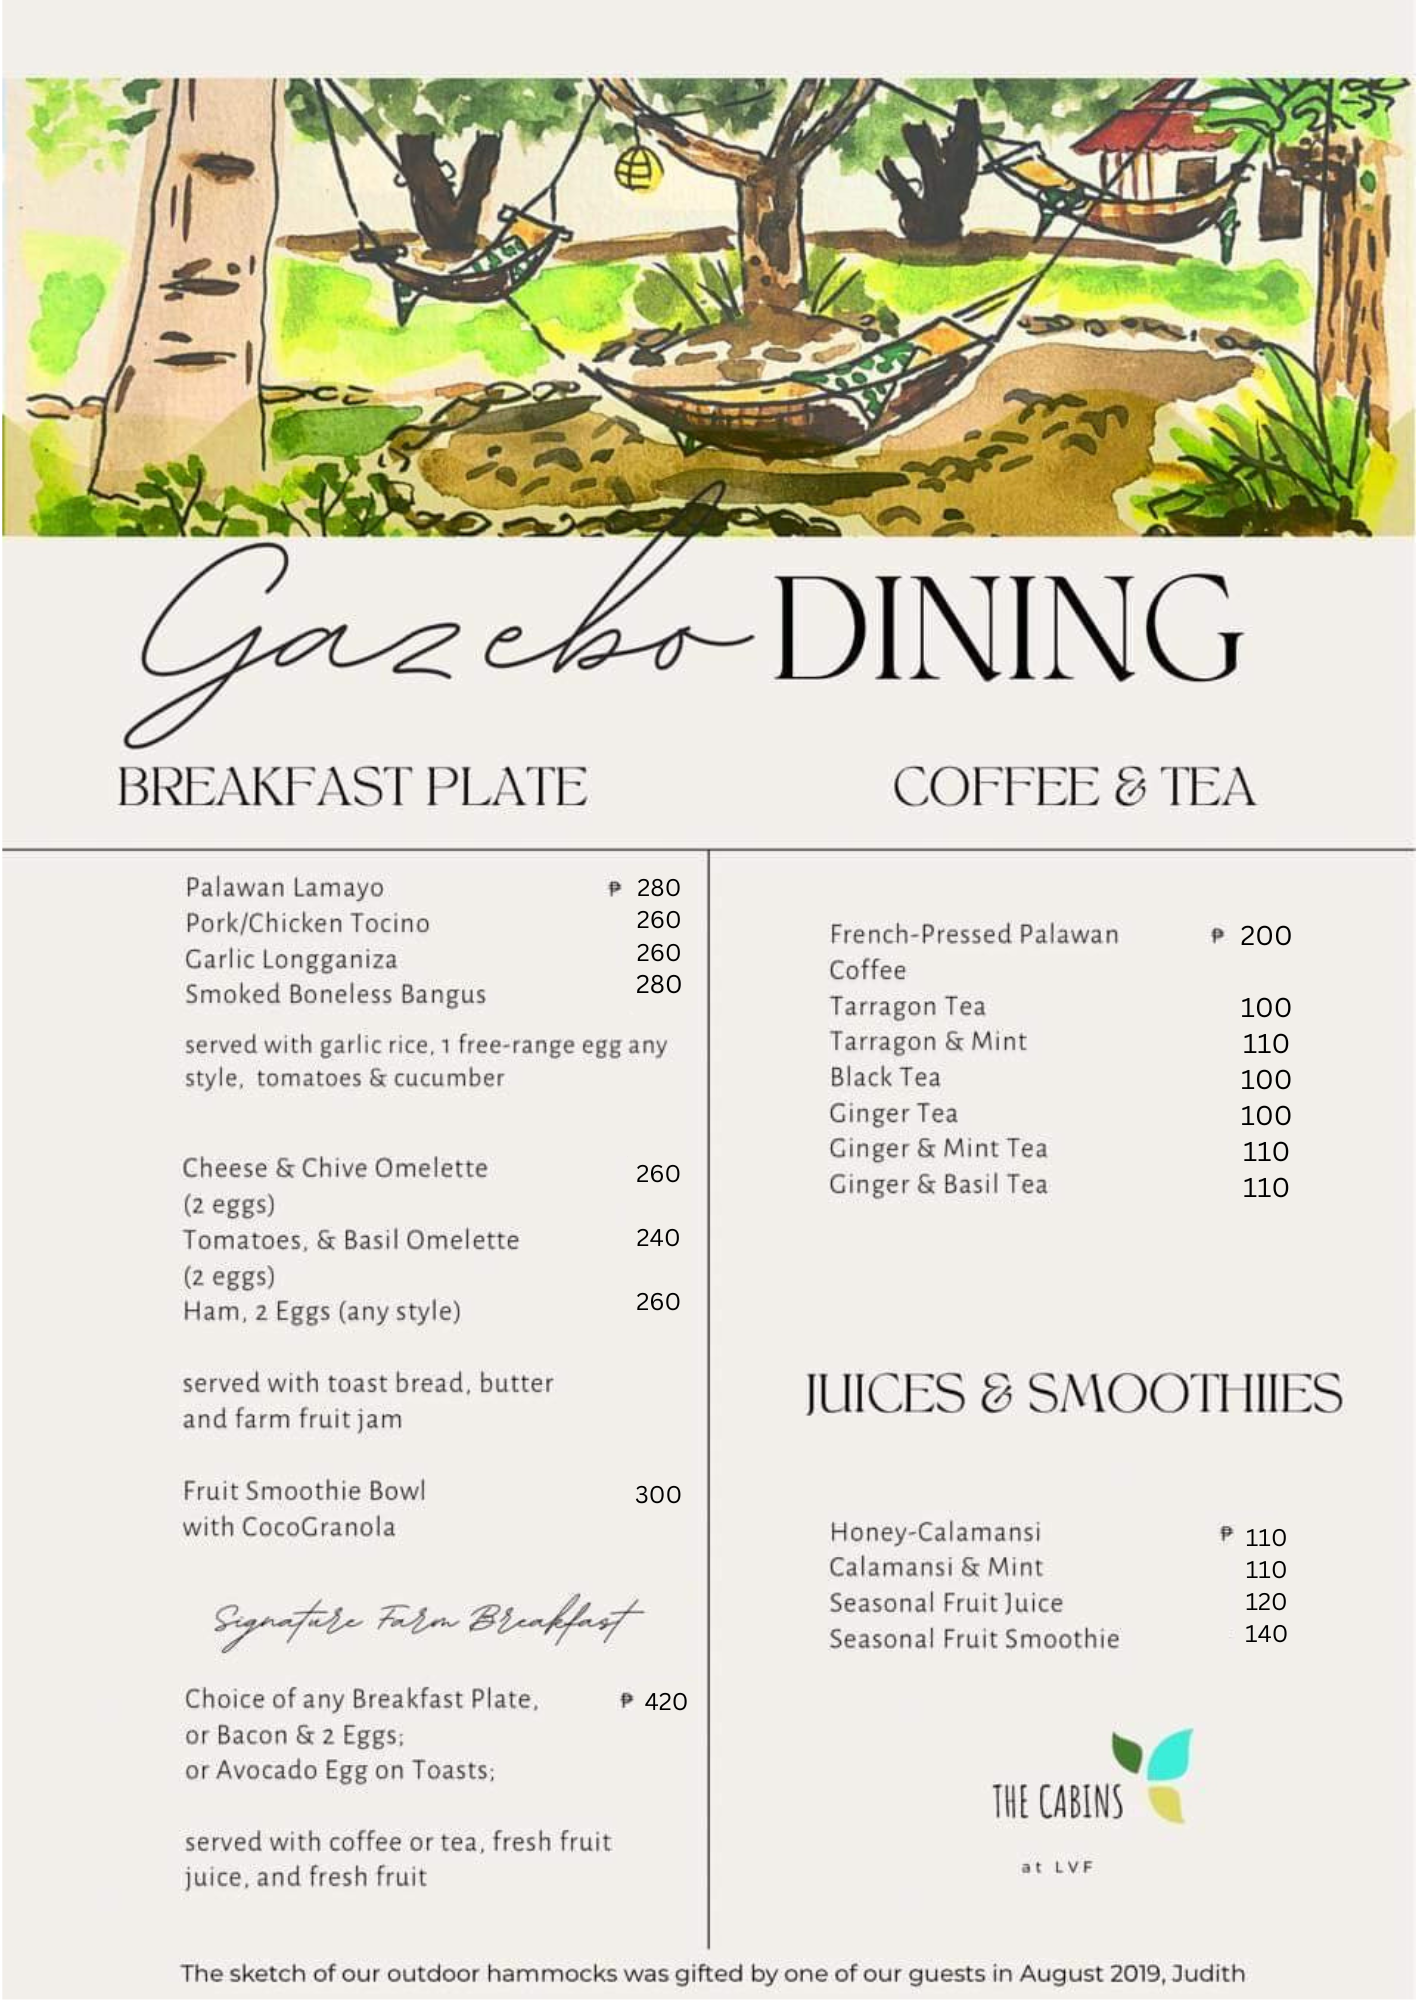 Gazebo DINING
BREAKFAST PLATE
Palawan Lamayo ₱ 280
Pork/Chicken Tocino 260
Garlic Longganiza 260
Smoked Boneless Bangus 280
served with garlic rice, 1 free-range egg any
style, tomatoes & cucumber
Cheese & Chive Omelette 260
(2 eggs)
Tomatoes, & Basil Omelette 240
(2 eggs)
Ham, 2 Eggs (any style) 260
served with toast bread, butter
and farm fruit jam
Fruit Smoothie Bowl 300
with CocoGranola
Signature Farm Breakfast
Choice of any Breakfast Plate, ₱ 420
or Bacon & 2 Eggs;
or Avocado Egg on Toasts;
served with coffee or tea, fresh fruit
juice, and fresh fruit
COFFEE & TEA
French-Pressed Palawan ₱ 200
Coffee
Tarragon Tea 100
Tarragon & Mint 110
Black Tea 100
Ginger Tea 100
Ginger & Mint Tea 110
Ginger & Basil Tea 110
JUICES & SMOOTHIIES
Honey-Calamansi ₱ 110
Calamansi & Mint 110
Seasonal Fruit Juice 120
Seasonal Fruit Smoothie 140
THE CABINS
at LVF
The sketch of our outdoor hammocks was gifted by one of our guests in August 2019, Judith